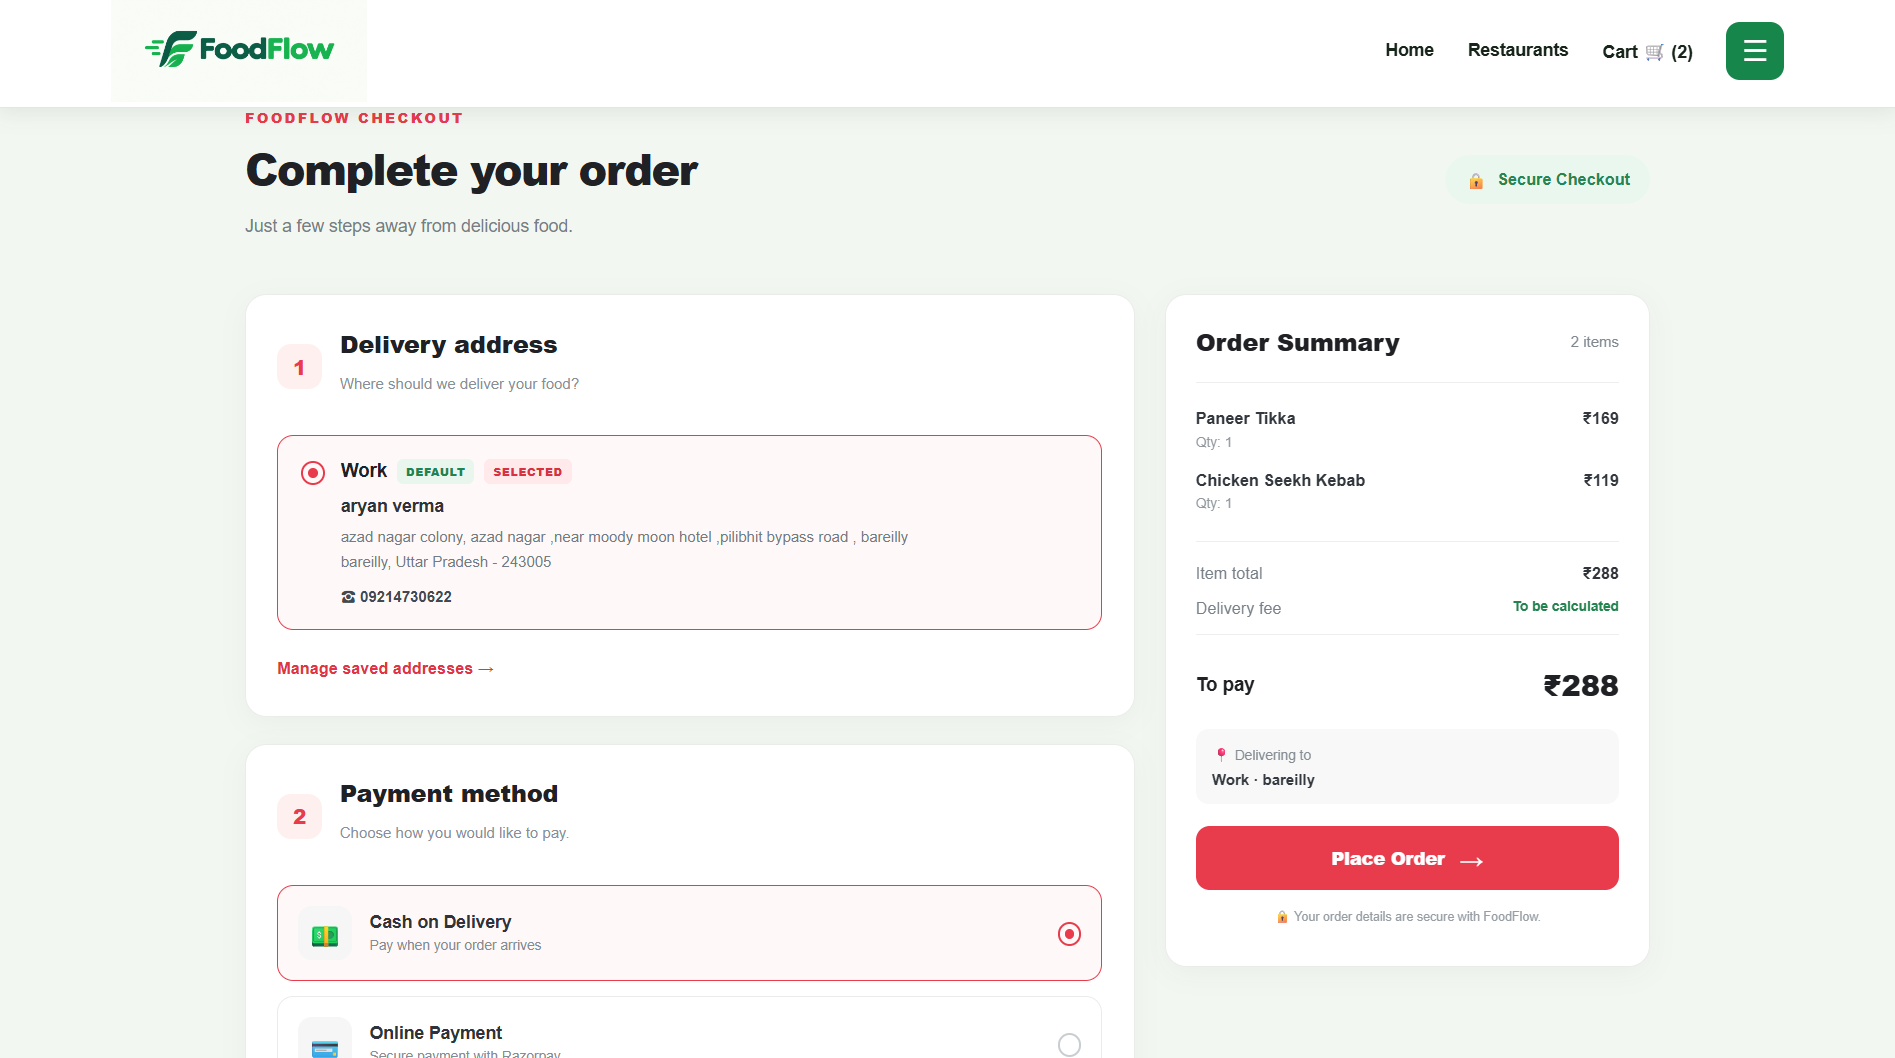 FoodFlow
Home
Restaurants
Cart 🛒 (2)
☰
FOODFLOW CHECKOUT
Complete your order
Just a few steps away from delicious food.
🔒 Secure Checkout
1
Delivery address
Where should we deliver your food?
Work DEFAULT SELECTED
aryan verma
azad nagar colony, azad nagar ,near moody moon hotel ,pilibhit bypass road , bareilly
bareilly, Uttar Pradesh - 243005
☎ 09214730622
Manage saved addresses →
2
Payment method
Choose how you would like to pay.
Cash on Delivery
Pay when your order arrives
Online Payment
Secure payment with Razorpay
Order Summary
2 items
Paneer Tikka ₹169
Qty: 1
Chicken Seekh Kebab ₹119
Qty: 1
Item total ₹288
Delivery fee To be calculated
To pay ₹288
📍 Delivering to
Work · bareilly
Place Order →
🔒 Your order details are secure with FoodFlow.